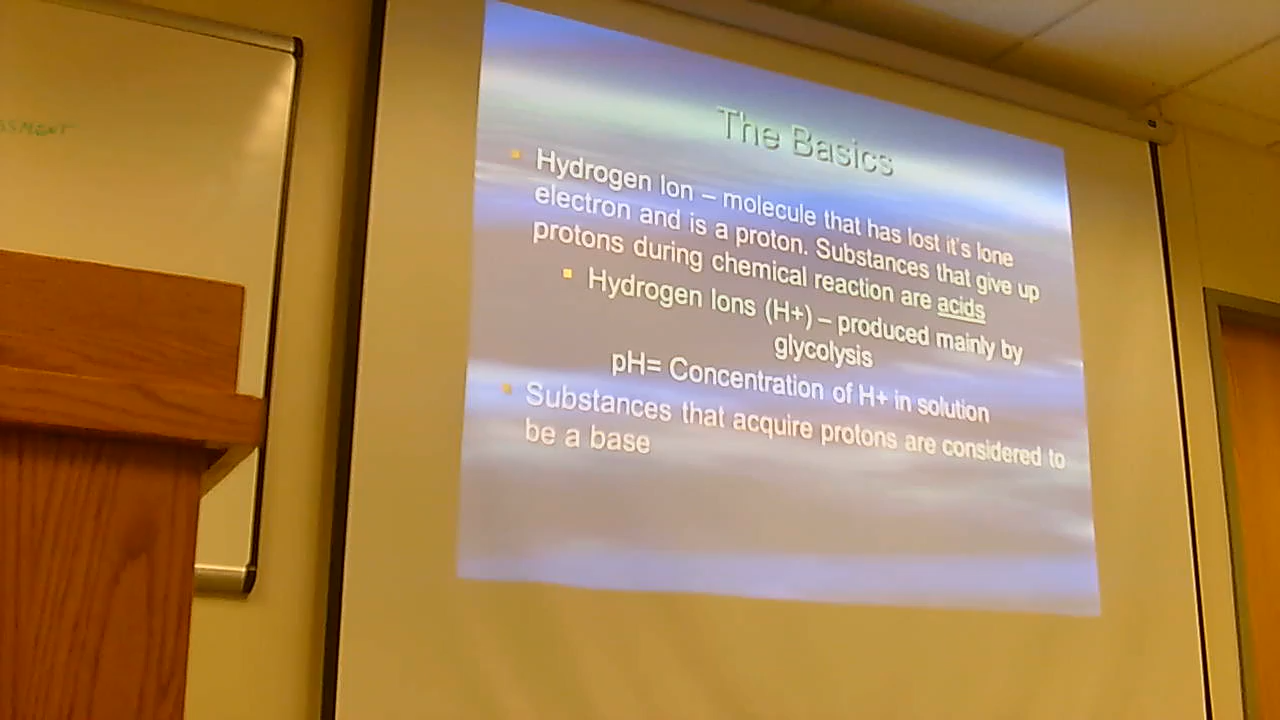 The Basics
Hydrogen Ion – molecule that has lost it's lone
electron and is a proton. Substances that give up
protons during chemical reaction are acids
Hydrogen Ions (H+) – produced mainly by
glycolysis
pH= Concentration of H+ in solution
Substances that acquire protons are considered to
be a base